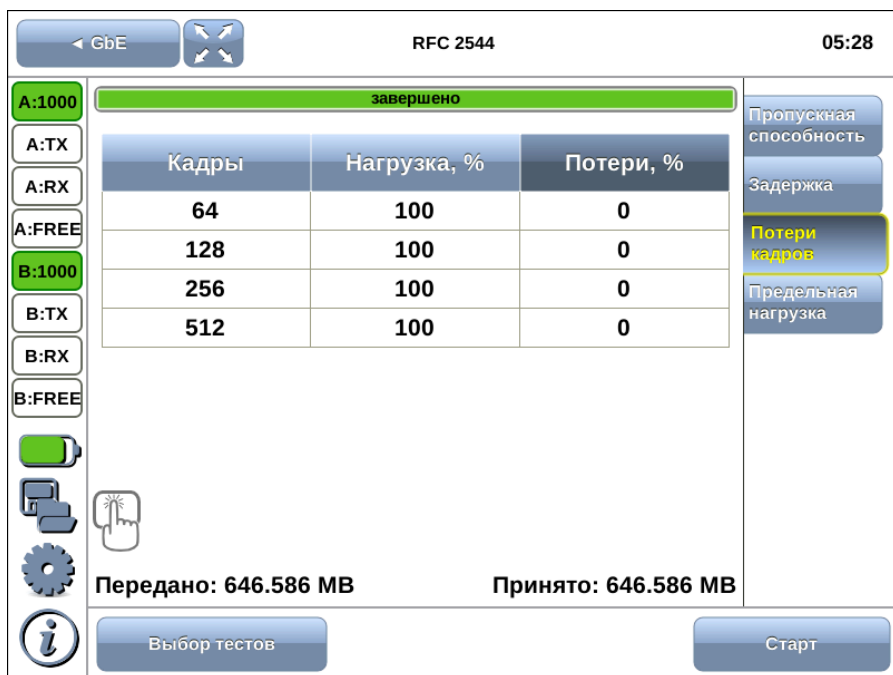 ◄ GbE
RFC 2544
05:28
A:1000
A:TX
A:RX
A:FREE
B:1000
B:TX
B:RX
B:FREE
завершено
Кадры Нагрузка, % Потери, %
64 100 0
128 100 0
256 100 0
512 100 0
Передано: 646.586 MB Принято: 646.586 MB
Пропускная
способность
Задержка
Потери
кадров
Предельная
нагрузка
i
Выбор тестов
Старт